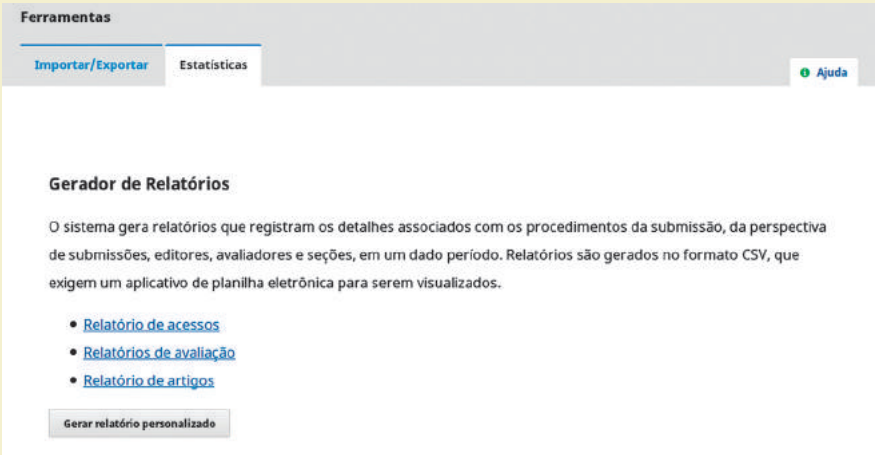 Ferramentas
Importar/Exportar
Estatísticas
Ajuda
Gerador de Relatórios
O sistema gera relatórios que registram os detalhes associados com os procedimentos da submissão, da perspectiva
de submissões, editores, avaliadores e seções, em um dado período. Relatórios são gerados no formato CSV, que
exigem um aplicativo de planilha eletrônica para serem visualizados.
Relatório de acessos
Relatórios de avaliação
Relatório de artigos
Gerar relatório personalizado